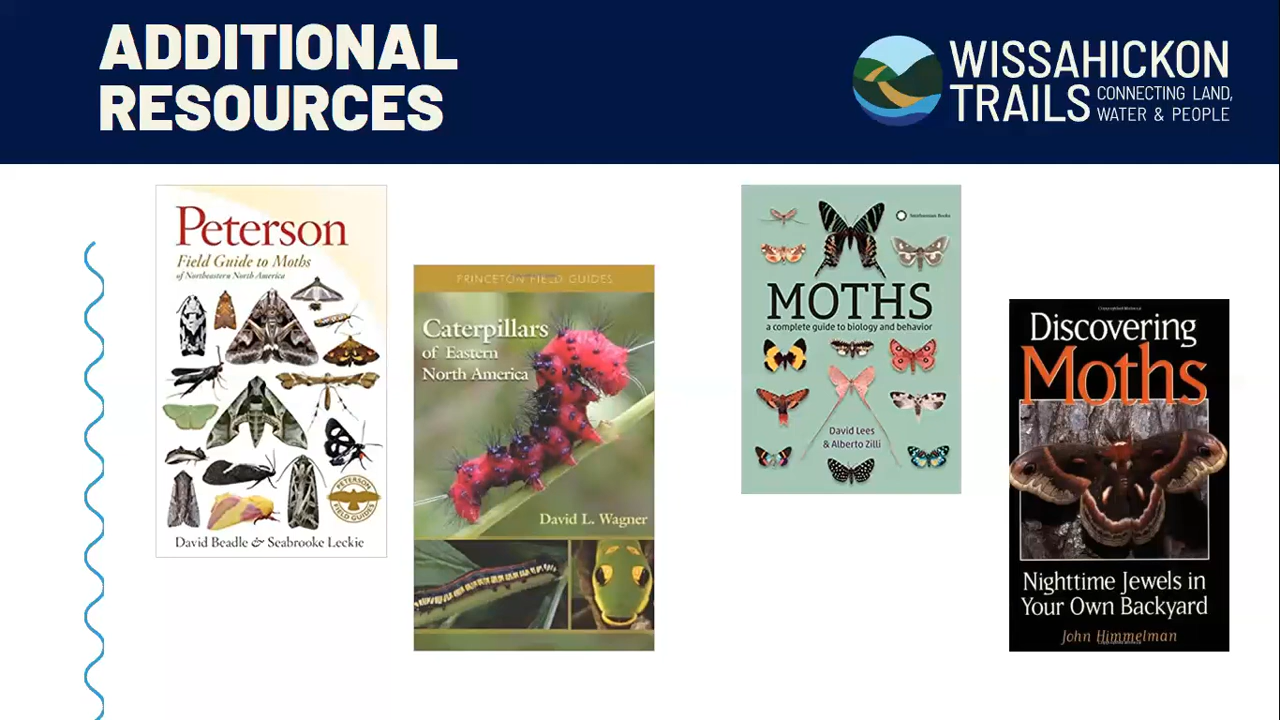 ADDITIONAL
RESOURCES
WISSAHICKON
TRAILS CONNECTING LAND,
WATER & PEOPLE
Peterson
Field Guide to Moths
of Northeastern North America
PETERSON
FIELD GUIDES
David Beadle & Seabrooke Leckie
PRINCETON FIELD GUIDES
Caterpillars
of Eastern
North America
David L. Wagner
Smithsonian Books
MOTHS
a complete guide to biology and behavior
David Lees
& Alberto Zilli
Discovering
Moths
Nighttime Jewels in
Your Own Backyard
John Himmelman